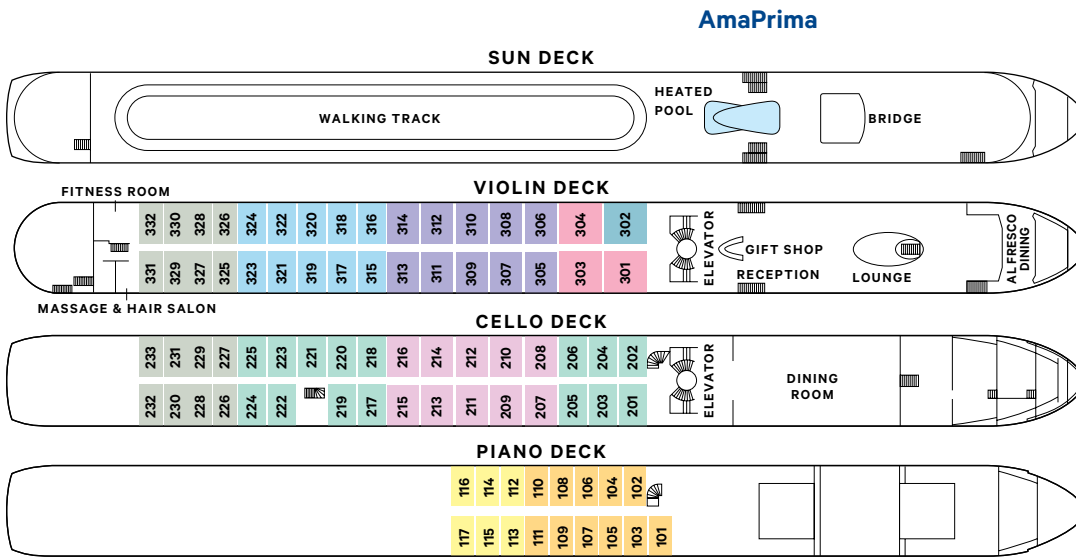 AmaPrima
SUN DECK
WALKING TRACK
HEATED
POOL
BRIDGE
VIOLIN DECK
FITNESS ROOM
332 330 328 326 324 322 320 318 316 314 312 310 308 306 304 302
331 329 327 325 323 321 319 317 315 313 311 309 307 305 303 301
ELEVATOR
GIFT SHOP
RECEPTION
LOUNGE
AL FRESCO
DINING
MASSAGE & HAIR SALON
CELLO DECK
233 231 229 227 225 223 221 220 218 216 214 212 210 208 206 204 202
232 230 228 226 224 222 219 217 215 213 211 209 207 205 203 201
ELEVATOR
DINING
ROOM
PIANO DECK
116 114 112 110 108 106 104 102
117 115 113 111 109 107 105 103 101